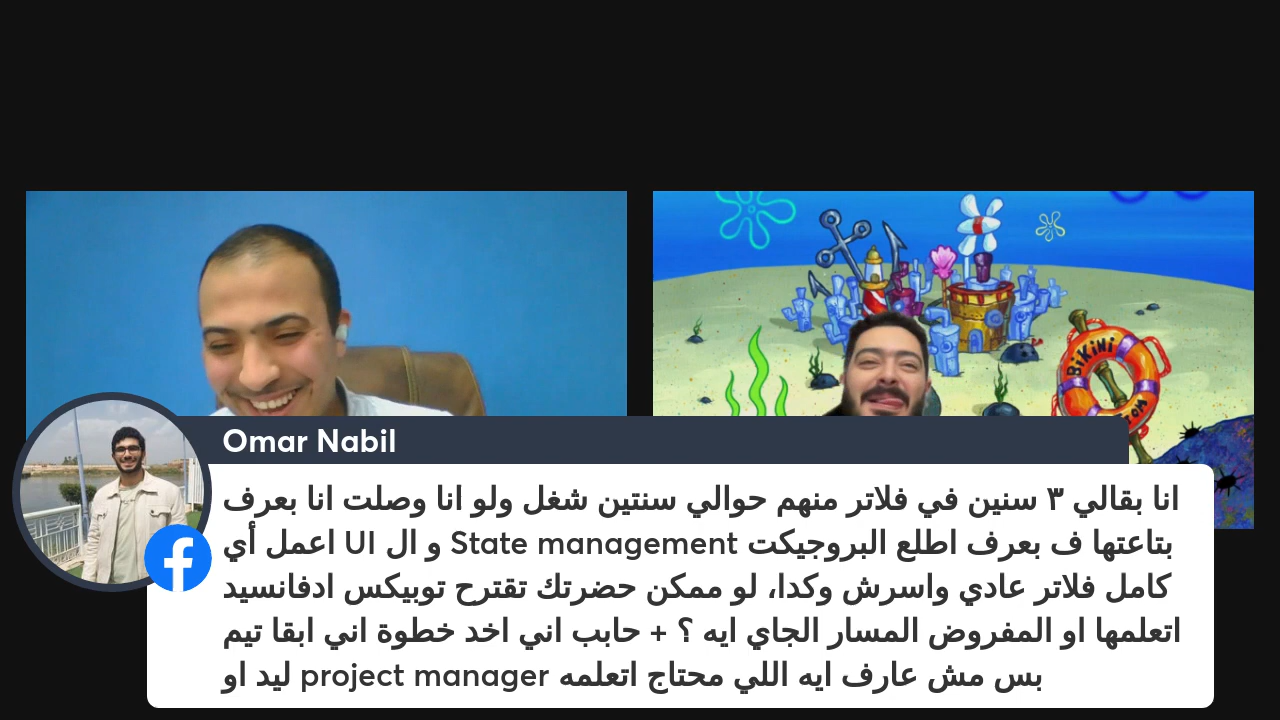 Omar Nabil
انا بقالي ٣ سنين في فلاتر منهم حوالي سنتين شغل ولو انا وصلت انا بعرف
اعمل أي UI و ال State management بتاعتها ف بعرف اطلع البروجيكت
كامل فلاتر عادي واسرش وكدا، لو ممكن حضرتك تقترح توبيكس ادفانسيد
اتعلمها او المفروض المسار الجاي ايه ؟ + حابب اني اخد خطوة اني ابقا تيم
ليد او project manager بس مش عارف ايه اللي محتاج اتعلمه
BIKINI